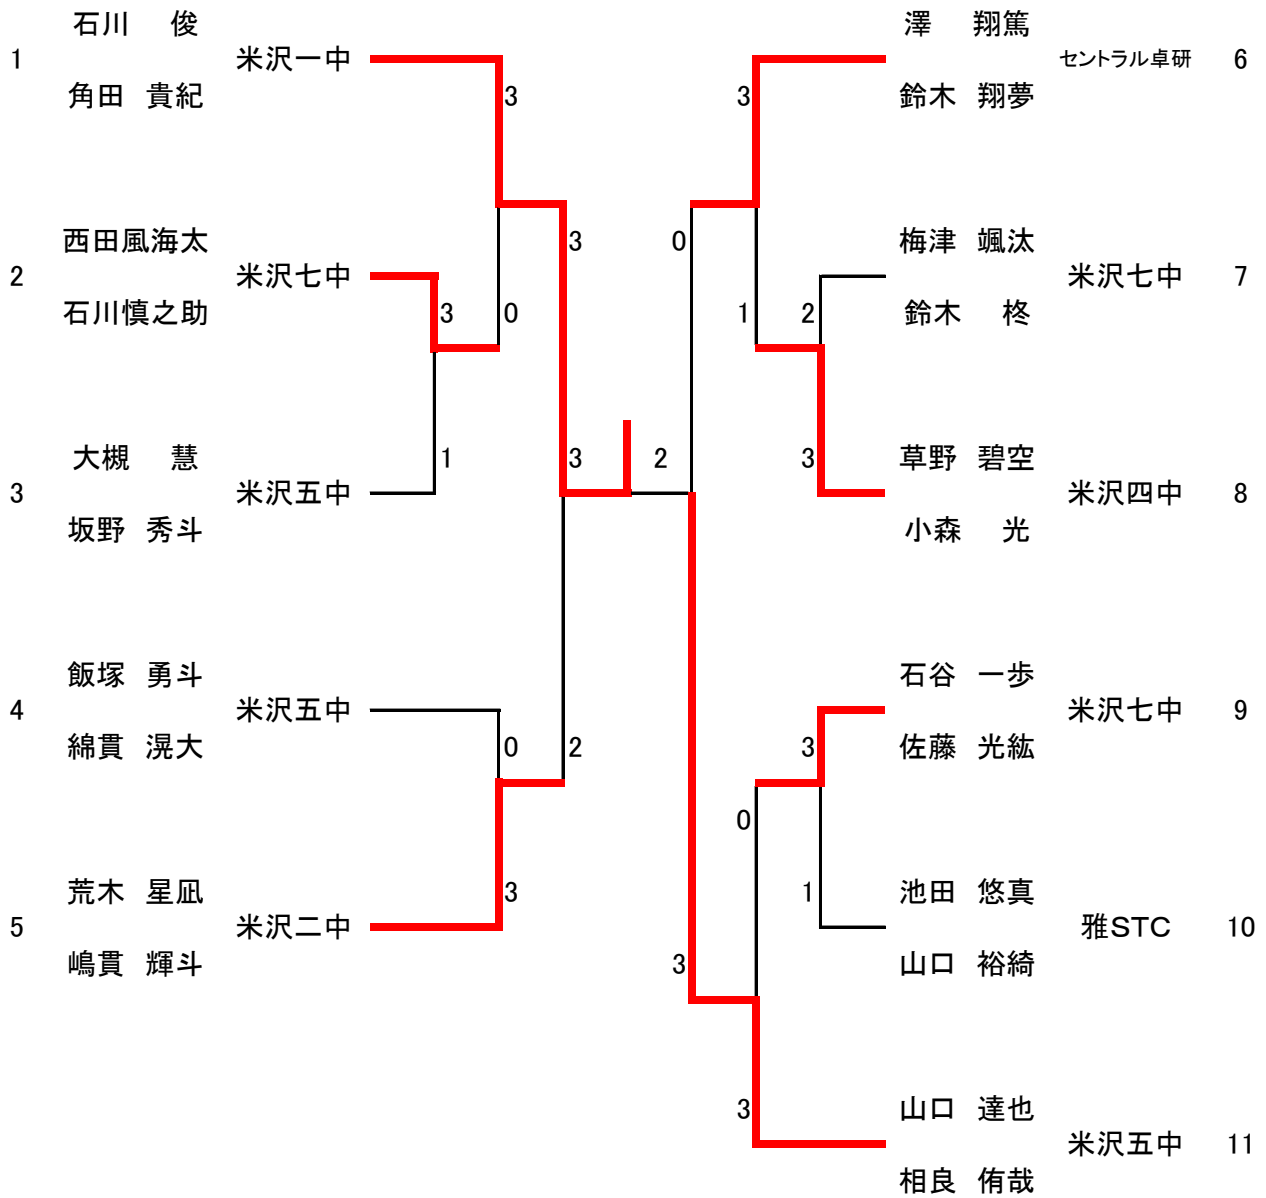 石川 俊
1 米沢一中
角田 貴紀
3
西田風海太
2 米沢七中
石川慎之助
3 0
3
大槻 慧
1
3 米沢五中
坂野 秀斗
3 2
飯塚 勇斗
4 米沢五中
綿貫 滉大
0 2
荒木 星凪
3
5 米沢二中
嶋貫 輝斗
澤 翔篤
セントラル卓研 6
鈴木 翔夢
3
0
梅津 颯汰
米沢七中 7
鈴木 柊
1 2
草野 碧空
3
米沢四中 8
小森 光
石谷 一歩
米沢七中 9
佐藤 光紘
3
0
池田 悠真
1
雅STC 10
山口 裕綺
3
山口 達也
3
米沢五中 11
相良 侑哉